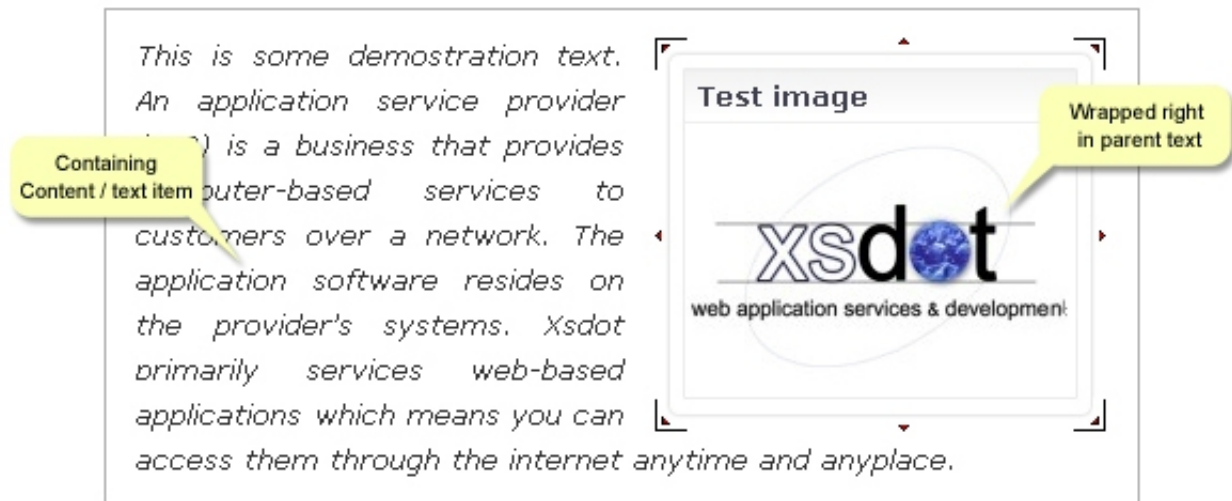 This is some demostration text.
An application service provider
is a business that provides
services to
customers over a network. The
application software resides on
the provider's systems. Xsdot
primarily services web-based
applications which means you can
access them through the internet anytime and anyplace.
Test image
xsdot
web application services & development
Containing
Content / text item
Wrapped right
in parent text